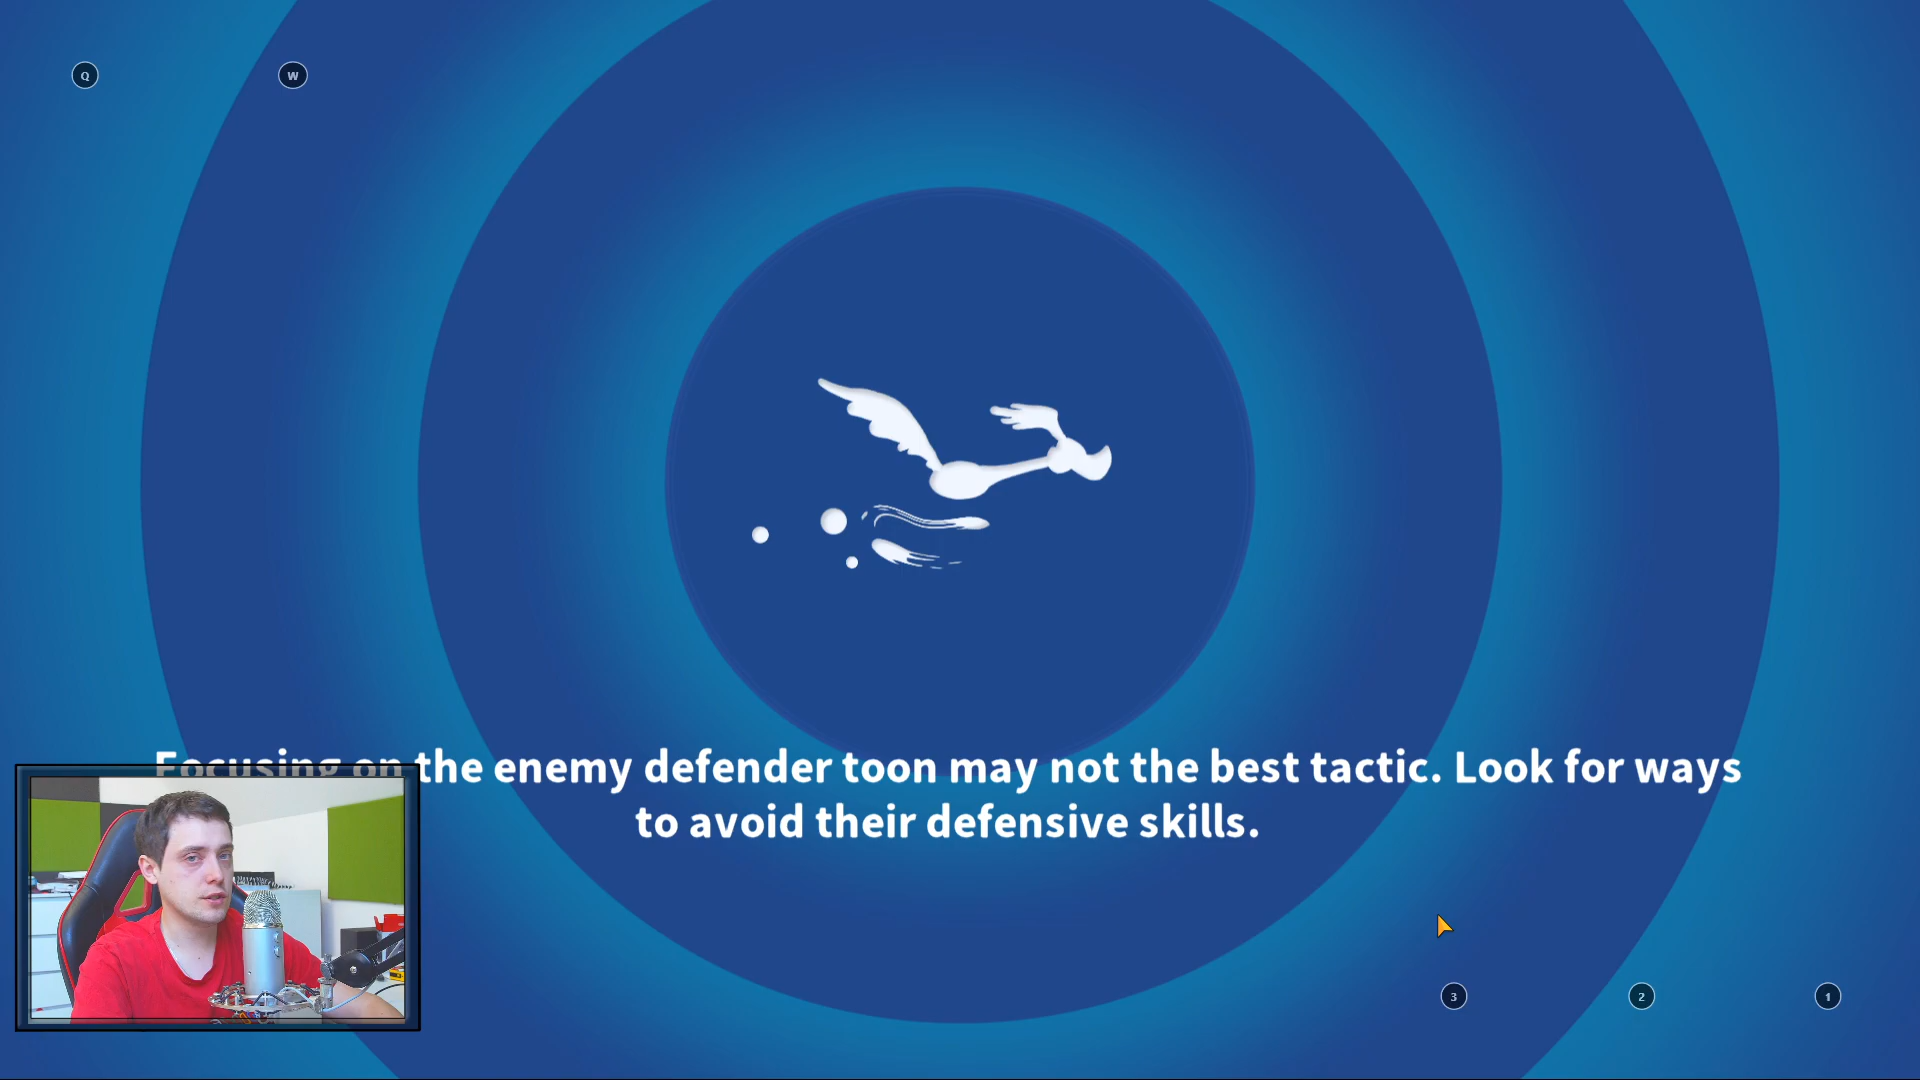 Q
W
Focusing on the enemy defender toon may not the best tactic. Look for ways
to avoid their defensive skills.
3
2
1